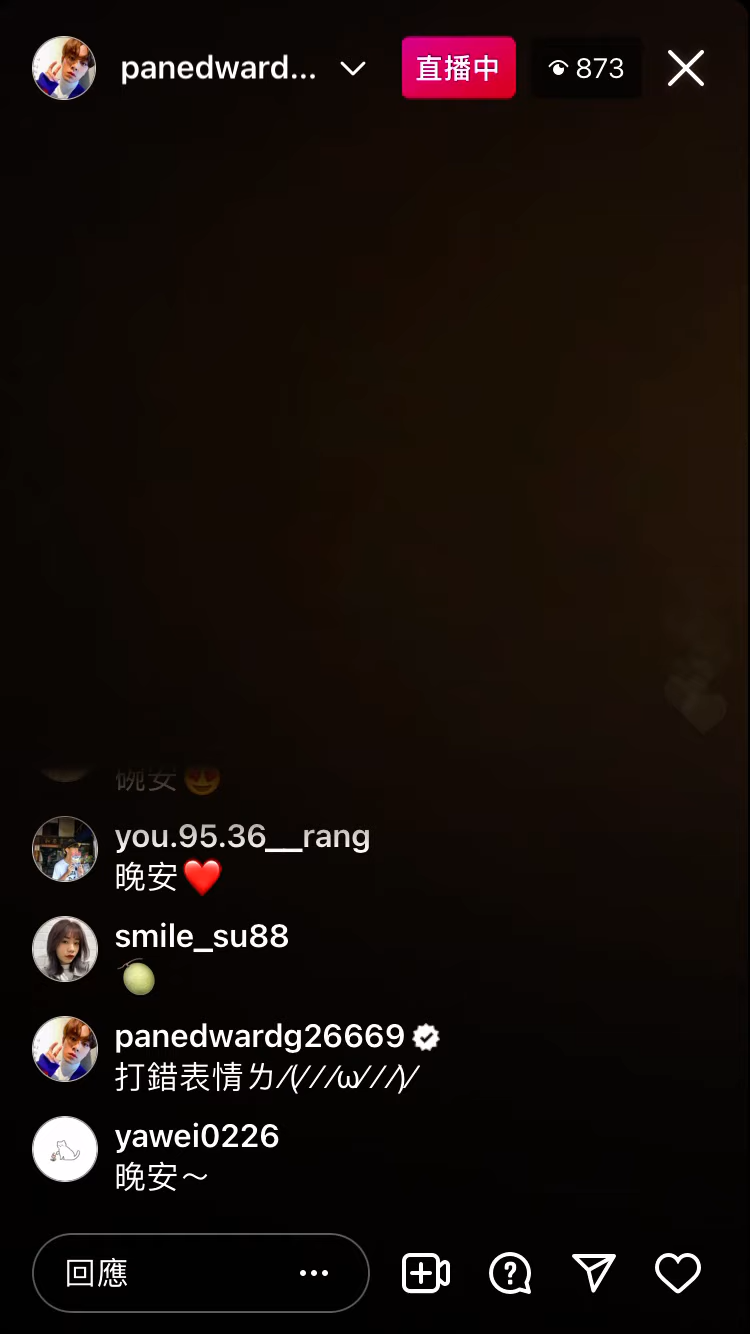 panedward...
直播中
873
碗安😍
you.95.36__rang
晚安❤️
smile_su88
🍈
panedwardg26669
打錯表情ㄌ⁄(⁄ ⁄ ⁄ω⁄ ⁄ ⁄)⁄
yawei0226
晚安～
回應